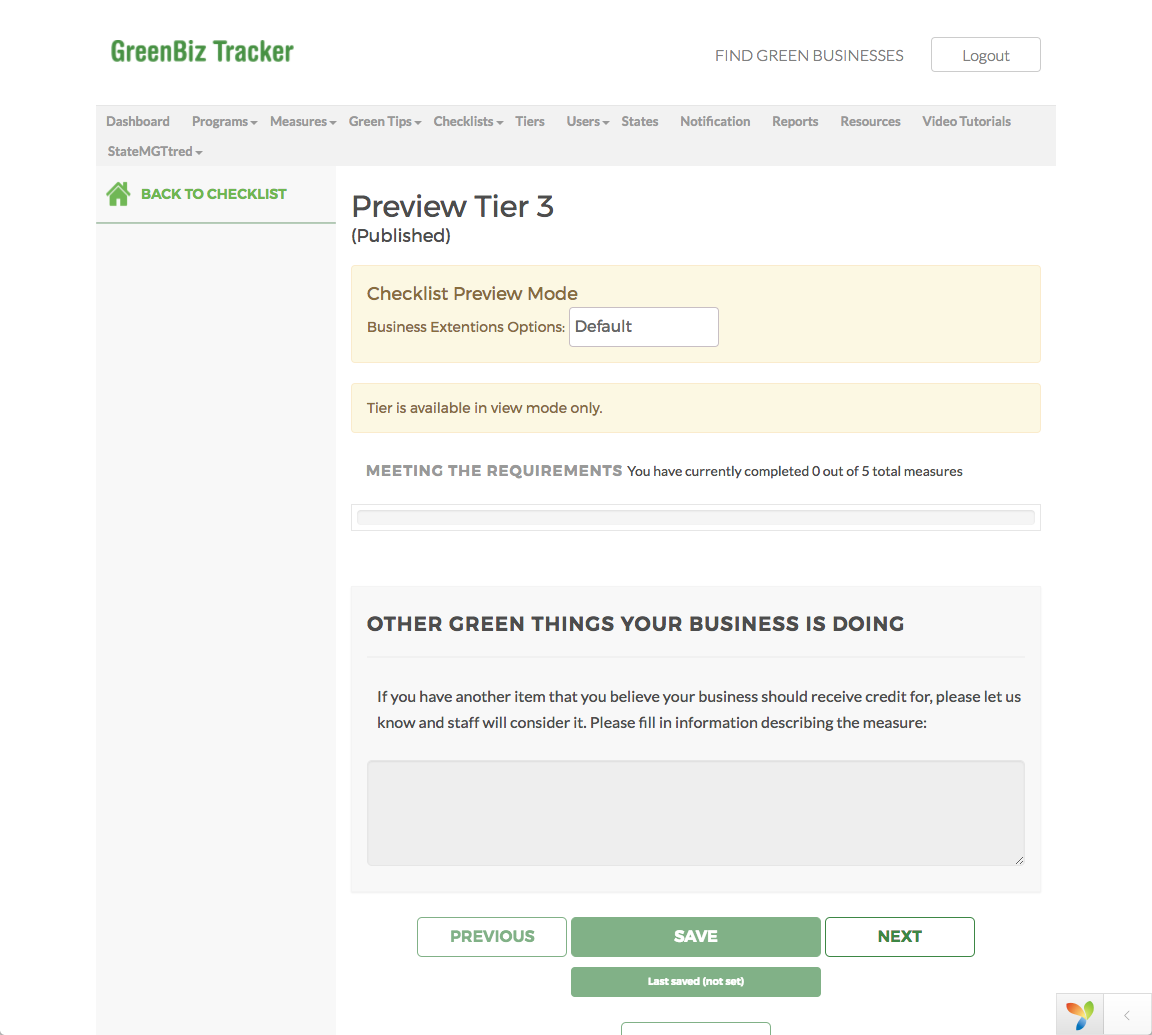 GreenBiz Tracker
FIND GREEN BUSINESSES
Logout
Dashboard Programs Measures Green Tips Checklists Tiers Users States Notification Reports Resources Video Tutorials
StateMGTtred
BACK TO CHECKLIST
Preview Tier 3
(Published)
Checklist Preview Mode
Business Extentions Options: Default
Tier is available in view mode only.
MEETING THE REQUIREMENTS You have currently completed 0 out of 5 total measures
OTHER GREEN THINGS YOUR BUSINESS IS DOING
If you have another item that you believe your business should receive credit for, please let us
know and staff will consider it. Please fill in information describing the measure:
PREVIOUS SAVE NEXT
Last saved (not set)